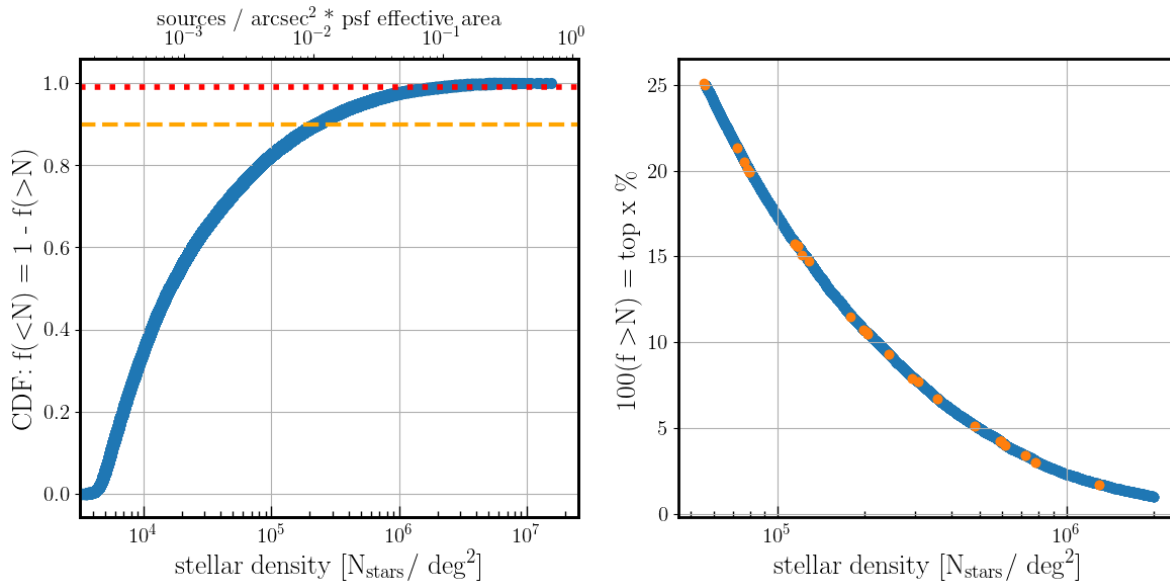 sources / arcsec² * psf effective area
10⁻³ 10⁻² 10⁻¹ 10⁰
CDF: f(<N) = 1 - f(>N)
1.0
0.8
0.6
0.4
0.2
0.0
10⁴ 10⁵ 10⁶ 10⁷
stellar density [N_stars/ deg²]
100(f >N) = top x %
25
20
15
10
5
0
10⁵ 10⁶
stellar density [N_stars/ deg²]